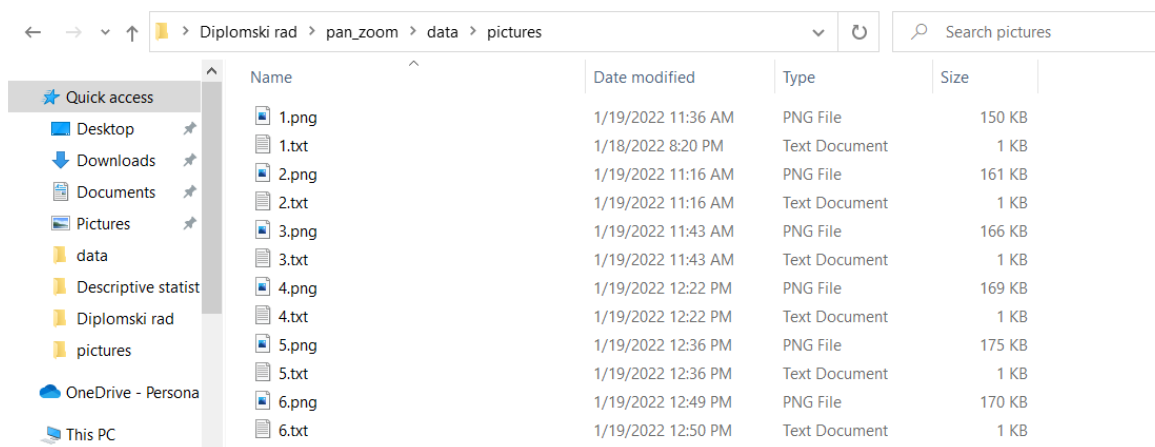 Diplomski rad > pan_zoom > data > pictures Search pictures
Name Date modified Type Size
Quick access
Desktop
Downloads
Documents
Pictures
data
Descriptive statist
Diplomski rad
pictures
OneDrive - Persona
This PC
1.png 1/19/2022 11:36 AM PNG File 150 KB
1.txt 1/18/2022 8:20 PM Text Document 1 KB
2.png 1/19/2022 11:16 AM PNG File 161 KB
2.txt 1/19/2022 11:16 AM Text Document 1 KB
3.png 1/19/2022 11:43 AM PNG File 166 KB
3.txt 1/19/2022 11:43 AM Text Document 1 KB
4.png 1/19/2022 12:22 PM PNG File 169 KB
4.txt 1/19/2022 12:22 PM Text Document 1 KB
5.png 1/19/2022 12:36 PM PNG File 175 KB
5.txt 1/19/2022 12:36 PM Text Document 1 KB
6.png 1/19/2022 12:49 PM PNG File 170 KB
6.txt 1/19/2022 12:50 PM Text Document 1 KB